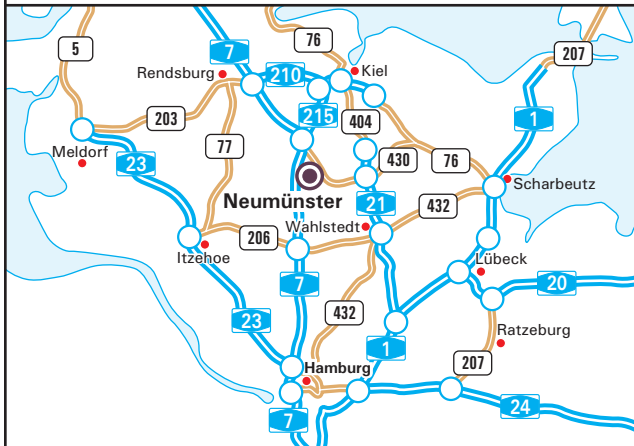 5
7
76
207
Rendsburg
210
Kiel
203
215
404
1
Meldorf
23
77
430
76
Neumünster
21
432
Scharbeutz
Wahlstedt
206
Itzehoe
Lübeck
7
20
23
432
1
Ratzeburg
Hamburg
207
7
24